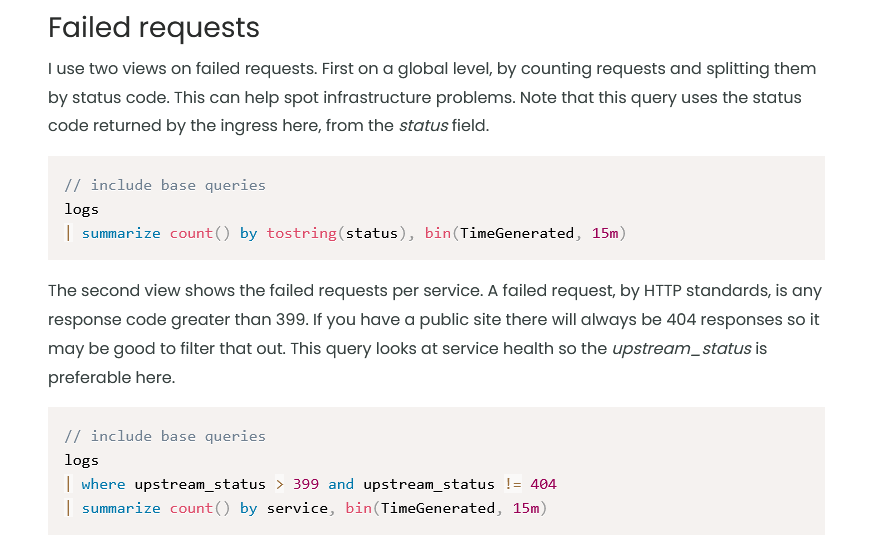 Failed requests
I use two views on failed requests. First on a global level, by counting requests and splitting them
by status code. This can help spot infrastructure problems. Note that this query uses the status
code returned by the ingress here, from the status field.
// include base queries
logs
| summarize count() by tostring(status), bin(TimeGenerated, 15m)
The second view shows the failed requests per service. A failed request, by HTTP standards, is any
response code greater than 399. If you have a public site there will always be 404 responses so it
may be good to filter that out. This query looks at service health so the upstream_status is
preferable here.
// include base queries
logs
| where upstream_status > 399 and upstream_status != 404
| summarize count() by service, bin(TimeGenerated, 15m)